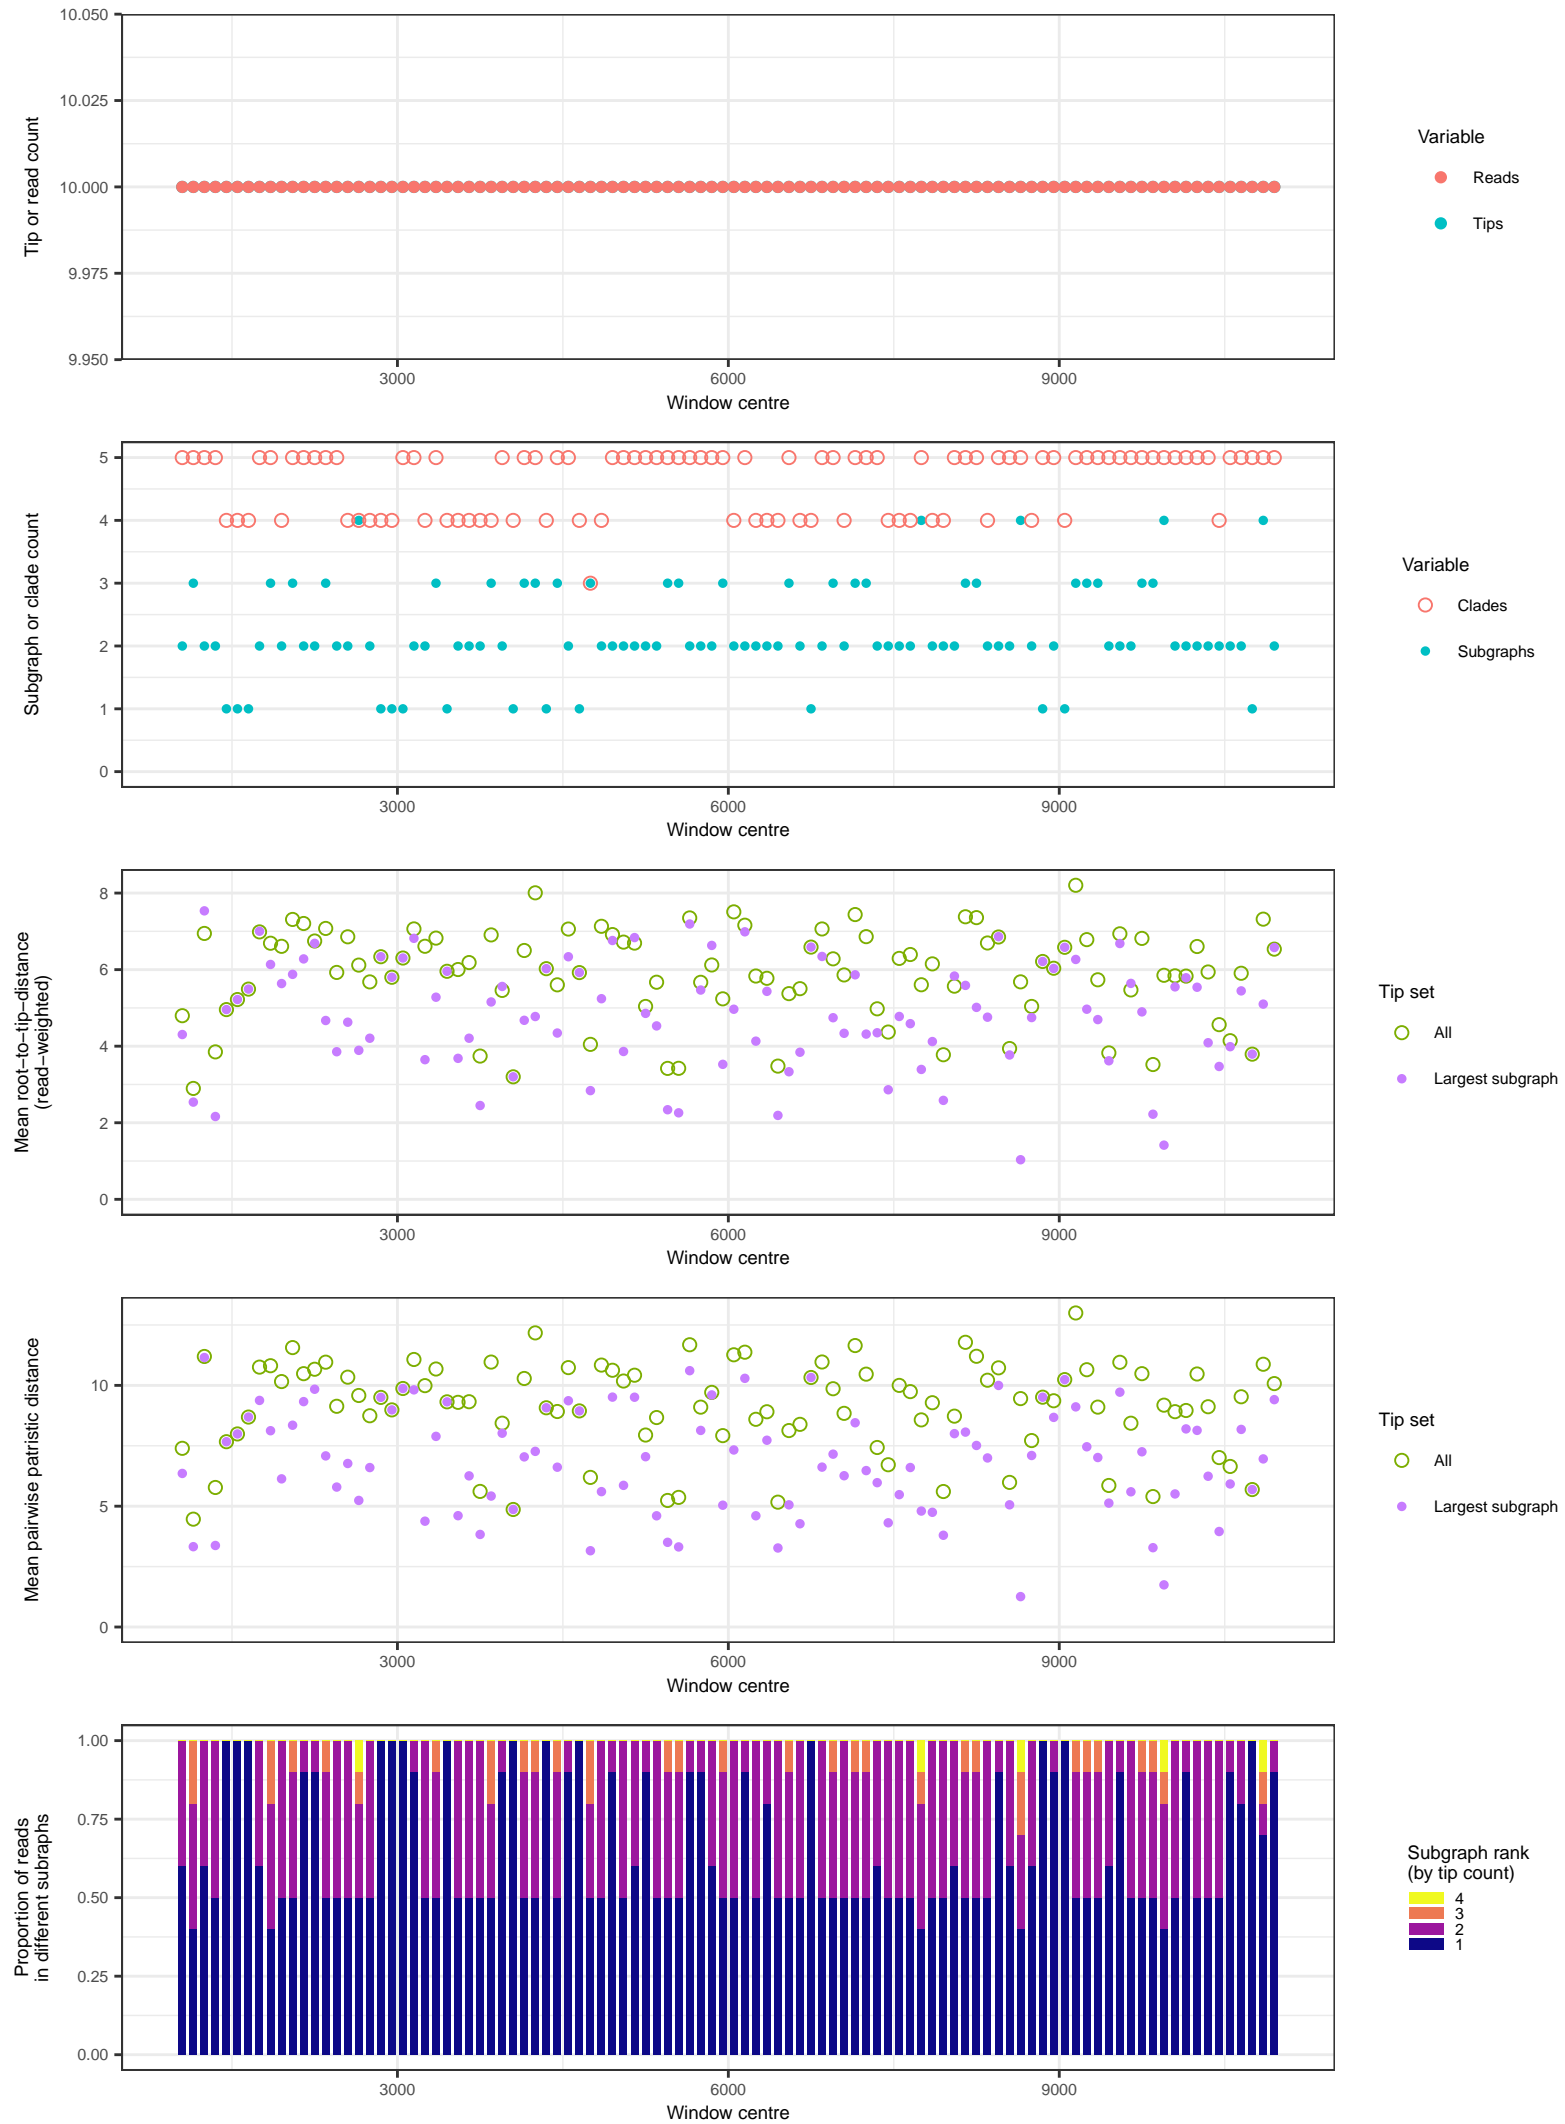 10.050
10.025
10.000
9.975
9.950
Tip or read count
3000
6000
9000
Window centre
Variable
Reads
Tips
5
4
3
2
1
0
Subgraph or clade count
3000
6000
9000
Window centre
Variable
Clades
Subgraphs
8
6
4
2
0
Mean root−to−tip−distance
(read−weighted)
3000
6000
9000
Window centre
Tip set
All
Largest subgraph
10
5
0
Mean pairwise patristic distance
3000
6000
9000
Window centre
Tip set
All
Largest subgraph
1.00
0.75
0.50
0.25
0.00
Proportion of reads
in different subraphs
3000
6000
9000
Window centre
Subgraph rank
(by tip count)
4
3
2
1